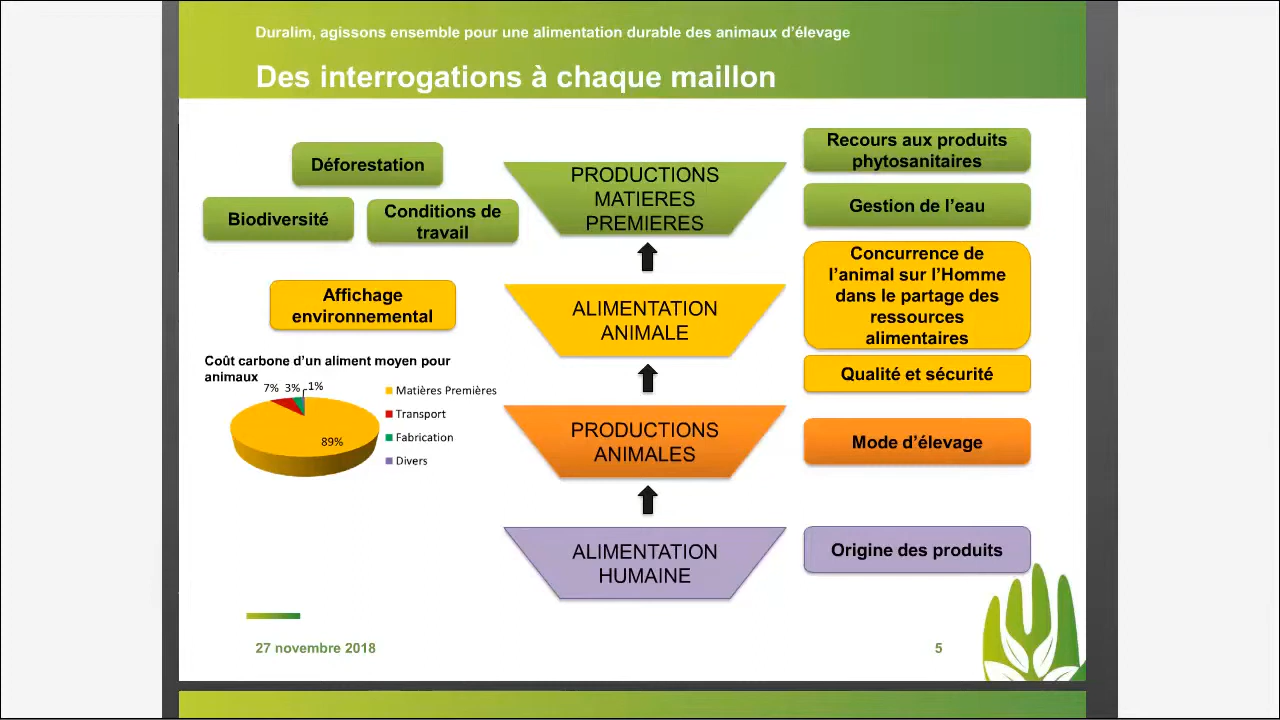 Duralim, agissons ensemble pour une alimentation durable des animaux d’élevage
Des interrogations à chaque maillon
Déforestation
Biodiversité
Conditions de
travail
Affichage
environnemental
Coût carbone d’un aliment moyen pour
animaux
7%
3%
1%
89%
Matières Premières
Transport
Fabrication
Divers
PRODUCTIONS
MATIERES
PREMIERES
ALIMENTATION
ANIMALE
PRODUCTIONS
ANIMALES
ALIMENTATION
HUMAINE
Recours aux produits
phytosanitaires
Gestion de l’eau
Concurrence de
l’animal sur l’Homme
dans le partage des
ressources
alimentaires
Qualité et sécurité
Mode d’élevage
Origine des produits
27 novembre 2018
5